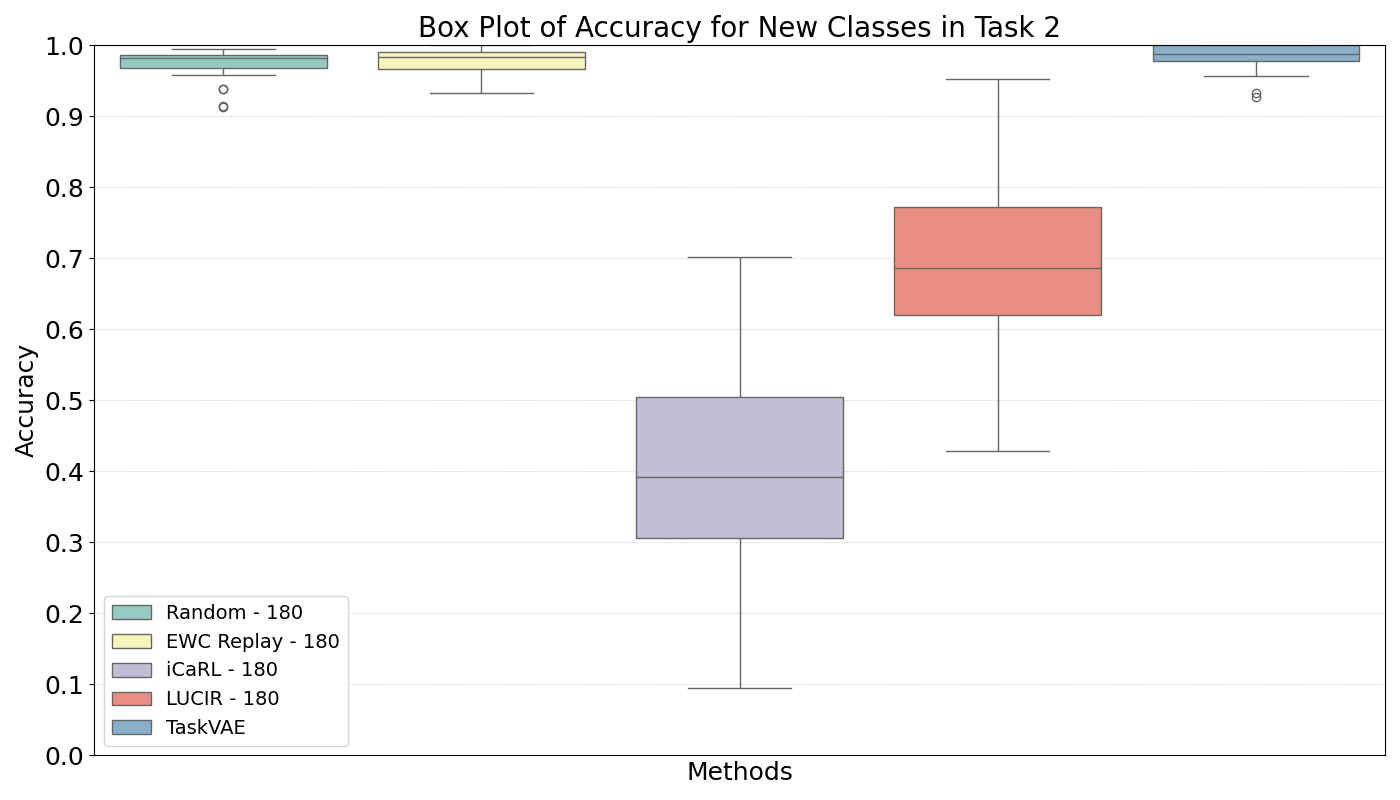 Box Plot of Accuracy for New Classes in Task 2
1.0
0.9
0.8
0.7
0.6
0.5
0.4
0.3
0.2
0.1
0.0
Accuracy
Random - 180
EWC Replay - 180
iCaRL - 180
LUCIR - 180
TaskVAE
Methods